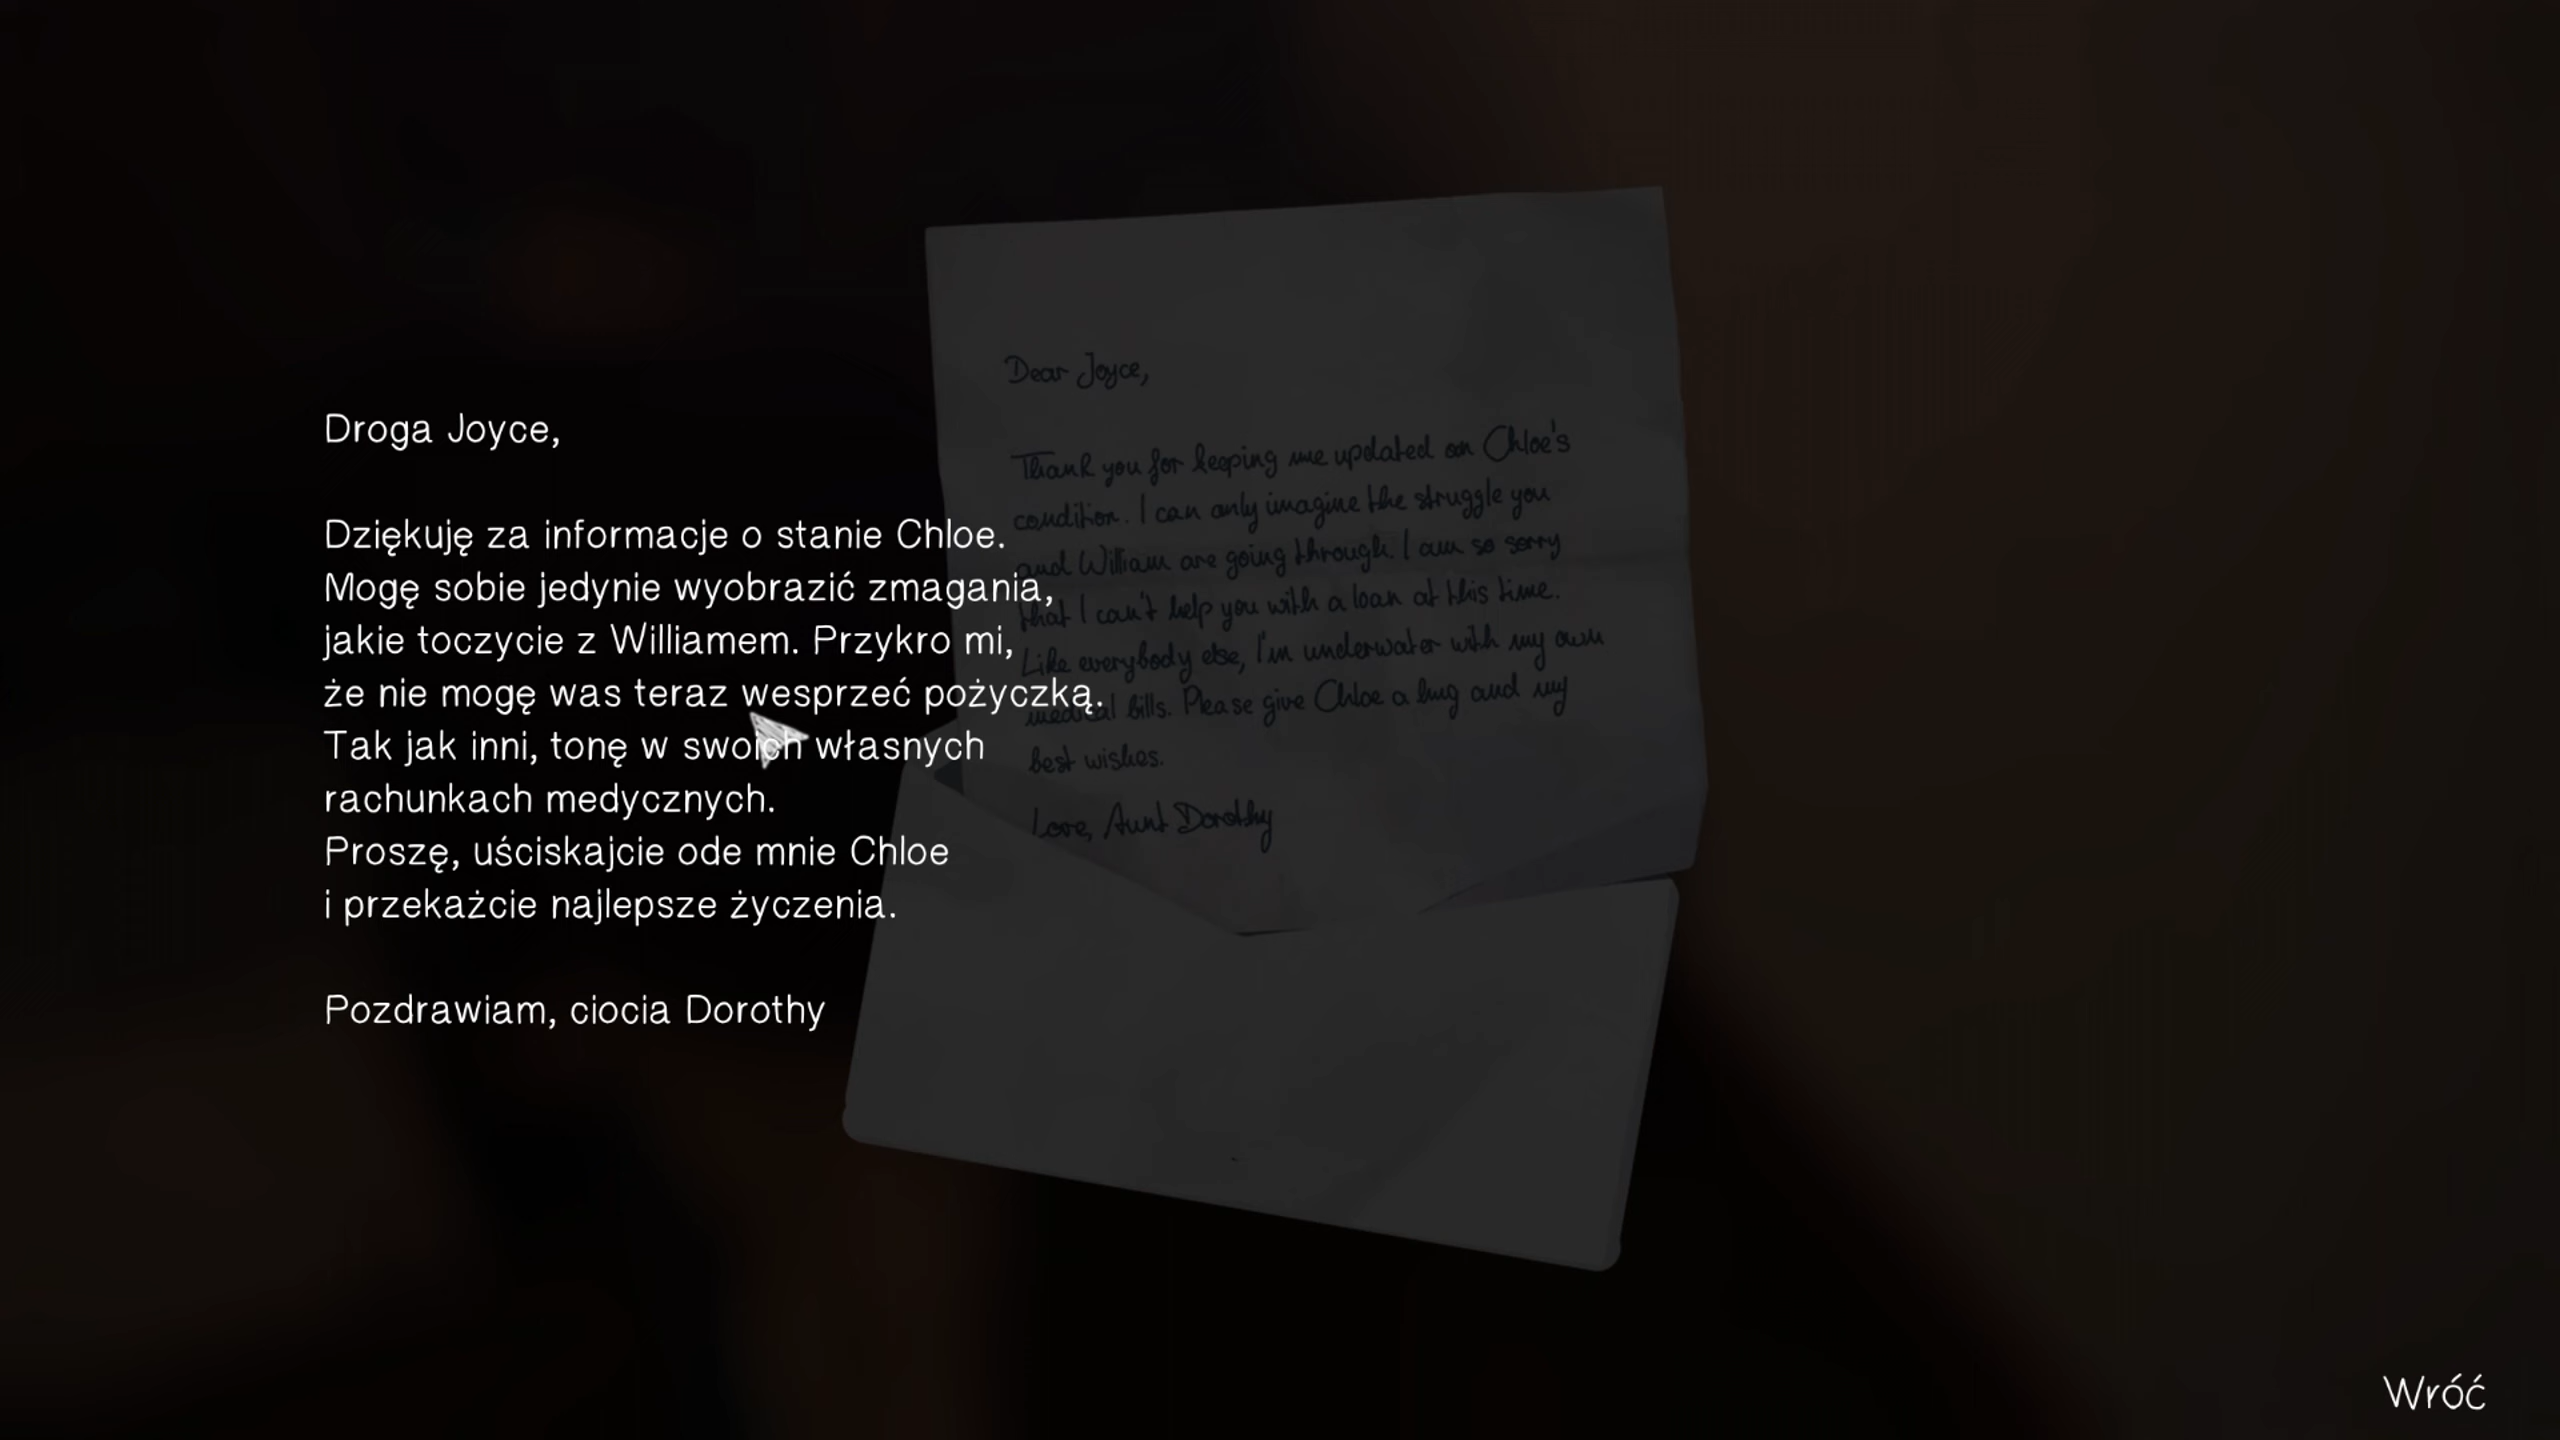 Droga Joyce,
Dziękuję za informacje o stanie Chloe.
Mogę sobie jedynie wyobrazić zmagania,
jakie toczycie z Williamem. Przykro mi,
że nie mogę was teraz wesprzeć pożyczką.
Tak jak inni, tonę w swoich własnych
rachunkach medycznych.
Proszę, uściskajcie ode mnie Chloe
i przekażcie najlepsze życzenia.
Pozdrawiam, ciocia Dorothy
Dear Joyce,
Thank you for keeping me updated on Chloe's
condition. I can only imagine the struggle you
and William are going through. I am so sorry
that I can't help you with a loan at this time.
Like everybody else, I'm underwater with my own
medical bills. Please give Chloe a hug and my
best wishes.
Love, Aunt Dorothy
Wróć